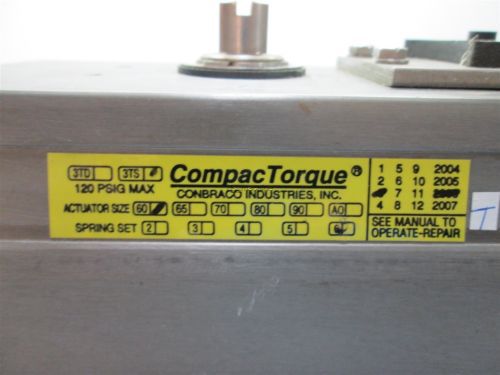 3TD 3TS CompacTorque®
120 PSIG MAX CONBRACO INDUSTRIES, INC.
ACTUATOR SIZE 60 65 70 80 90 AO
SPRING SET 2 3 4 5
1 5 9 2004
2 6 10 2005
7 11
4 8 12 2007
SEE MANUAL TO
OPERATE-REPAIR
T